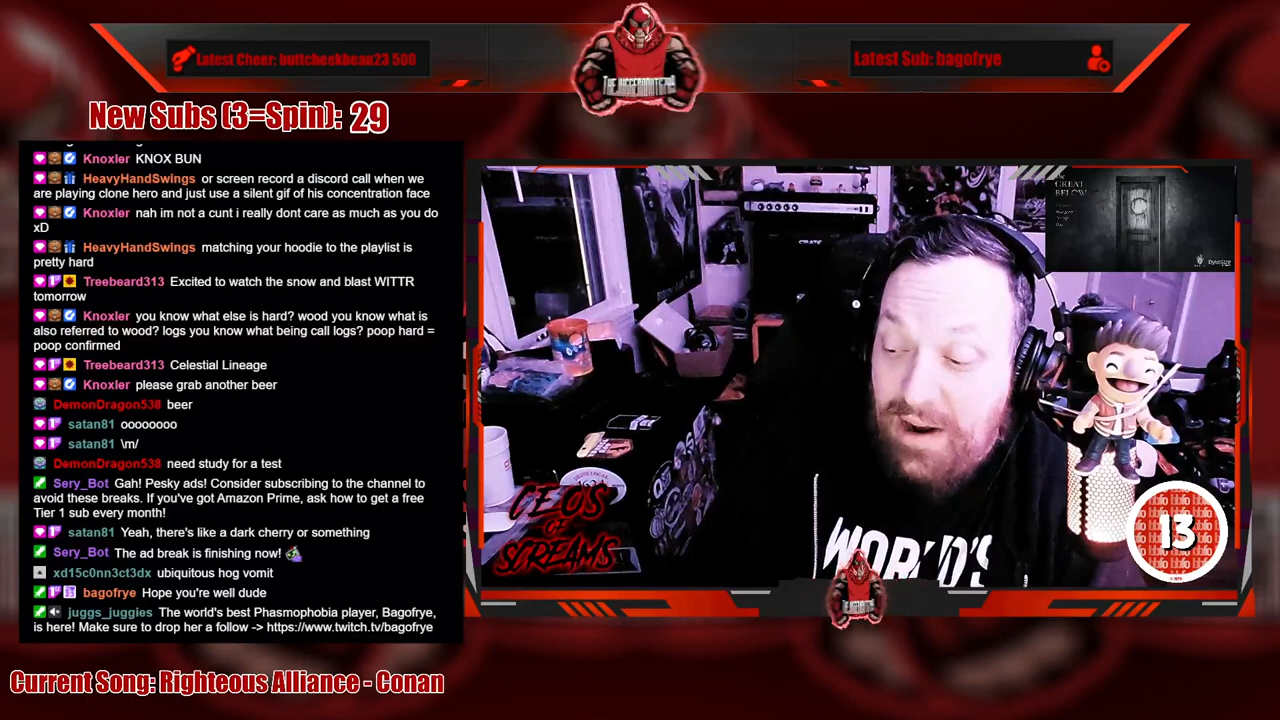 Latest Cheer: buttcheekbeau23 500
Latest Sub: bagofrye
New Subs (3=Spin): 29
Knoxler KNOX BUN
HeavyHandSwings or screen record a discord call when we
are playing clone hero and just use a silent gif of his concentration face
Knoxler nah im not a cunt i really dont care as much as you do
xD
HeavyHandSwings matching your hoodie to the playlist is
pretty hard
Treebeard313 Excited to watch the snow and blast WITTR
tomorrow
Knoxler you know what else is hard? wood you know what is
also referred to wood? logs you know what being call logs? poop hard =
poop confirmed
Treebeard313 Celestial Lineage
Knoxler please grab another beer
DemonDragon538 beer
satan81 oooooooo
satan81 \m/
DemonDragon538 need study for a test
Sery_Bot Gah! Pesky ads! Consider subscribing to the channel to
avoid these breaks. If you've got Amazon Prime, ask how to get a free
Tier 1 sub every month!
satan81 Yeah, there's like a dark cherry or something
Sery_Bot The ad break is finishing now!
xd15c0nn3ct3dx ubiquitous hog vomit
bagofrye Hope you're well dude
juggs_juggies The world's best Phasmophobia player, Bagofrye,
is here! Make sure to drop her a follow -> https://www.twitch.tv/bagofrye
Current Song: Righteous Alliance - Conan
GREAT
BELOW
CEOS
OF
SCREAMS
WORLD'S
13